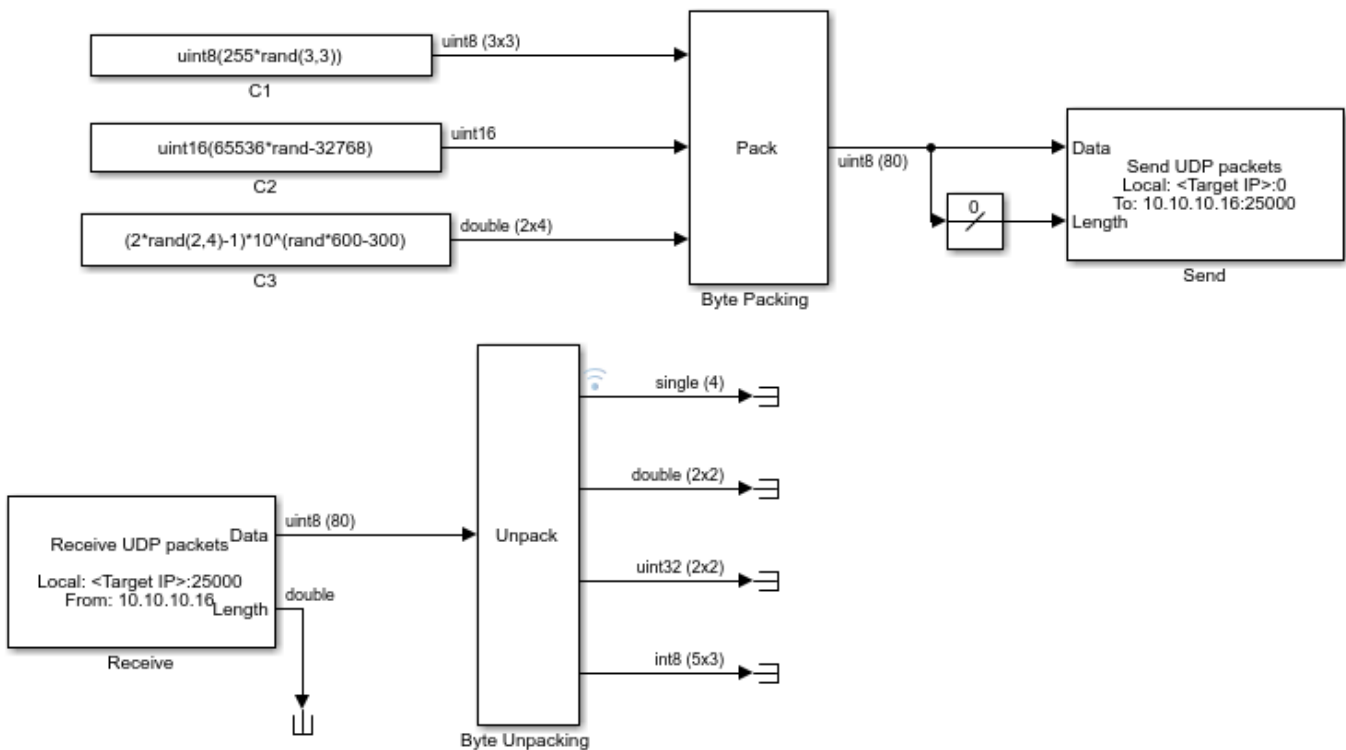 uint8(255*rand(3,3))
uint8 (3x3)
C1
uint16(65536*rand-32768)
uint16
C2
(2*rand(2,4)-1)*10^(rand*600-300)
double (2x4)
C3
Pack
Byte Packing
uint8 (80)
0
Data
Length
Send UDP packets
Local: <Target IP>:0
To: 10.10.10.16:25000
Send
Receive UDP packets
Local: <Target IP>:25000
From: 10.10.10.16
Data
Length
Receive
uint8 (80)
double
Unpack
Byte Unpacking
single (4)
double (2x2)
uint32 (2x2)
int8 (5x3)